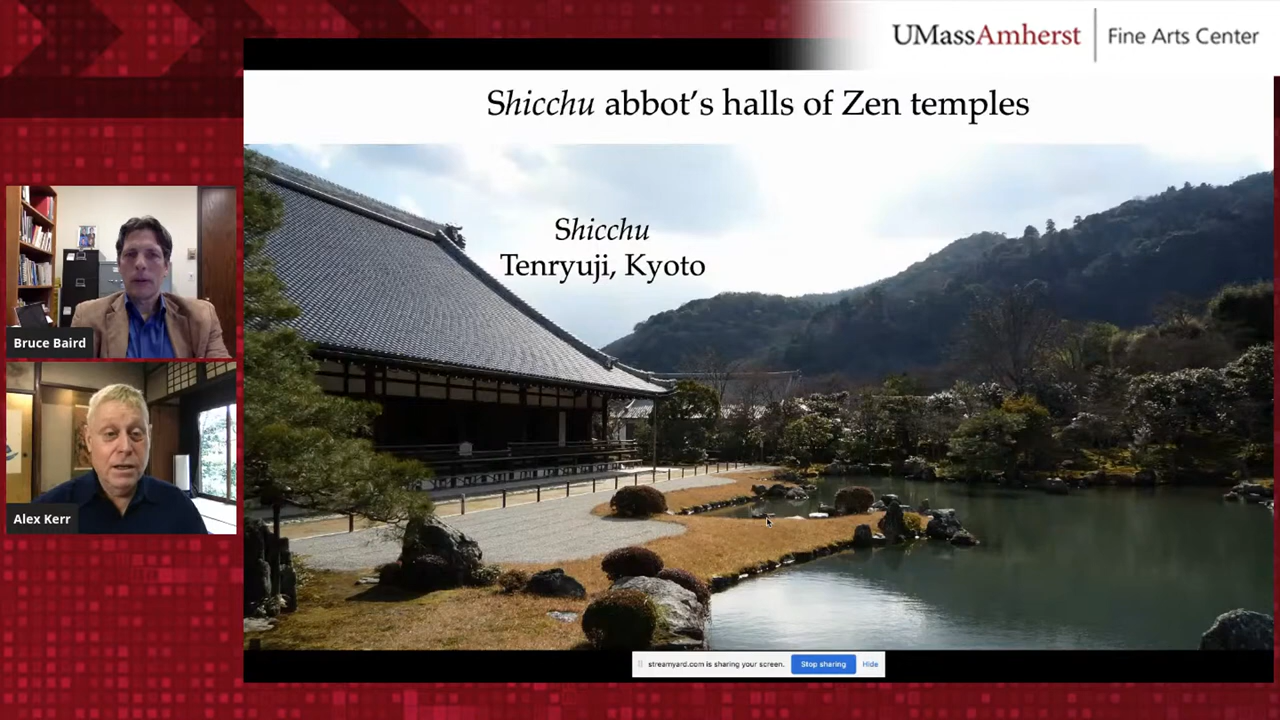 UMassAmherst | Fine Arts Center
Shicchu abbot's halls of Zen temples
Shicchu
Tenryuji, Kyoto
Bruce Baird
Alex Kerr
streamyard.com is sharing your screen.
Stop sharing
Hide